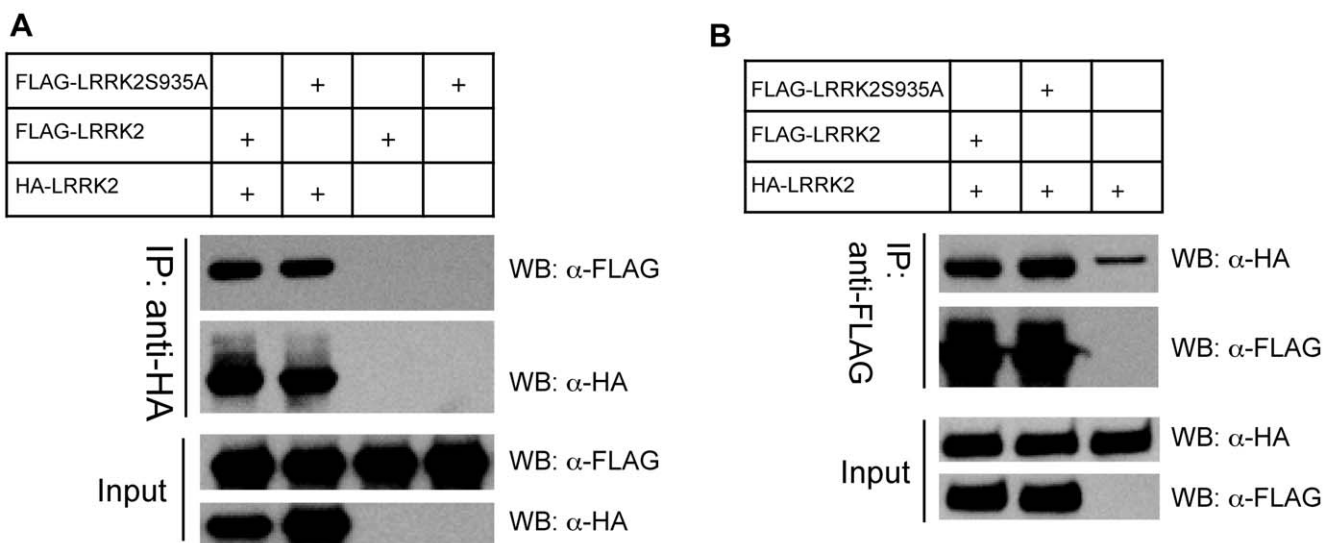 A
FLAG-LRRK2S935A + +
FLAG-LRRK2 + +
HA-LRRK2 + +
IP: anti-HA
WB: α-FLAG
WB: α-HA
Input
WB: α-FLAG
WB: α-HA
B
FLAG-LRRK2S935A +
FLAG-LRRK2 +
HA-LRRK2 + + +
IP:
anti-FLAG
WB: α-HA
WB: α-FLAG
Input
WB: α-HA
WB: α-FLAG